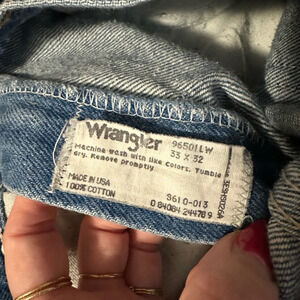 Wrangler 96501LW
33 X 32
Machine wash with like colors. Tumble
dry. Remove promptly
MADE IN USA
100% COTTON
3610-013
0 84084 24478 9